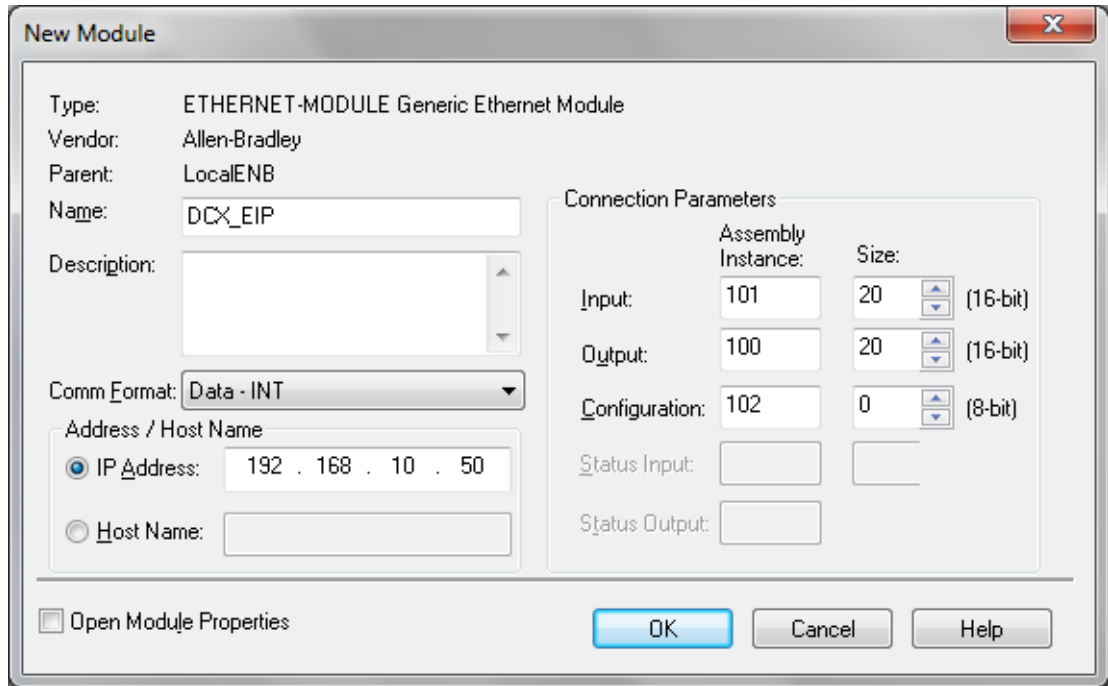 New Module
Type: ETHERNET-MODULE Generic Ethernet Module
Vendor: Allen-Bradley
Parent: LocalENB
Name: DCX_EIP
Description:
Comm Format: Data - INT
Address / Host Name
IP Address: 192 . 168 . 10 . 50
Host Name:
Connection Parameters
Assembly Instance: Size:
Input: 101 20 (16-bit)
Output: 100 20 (16-bit)
Configuration: 102 0 (8-bit)
Status Input:
Status Output:
Open Module Properties
OK Cancel Help